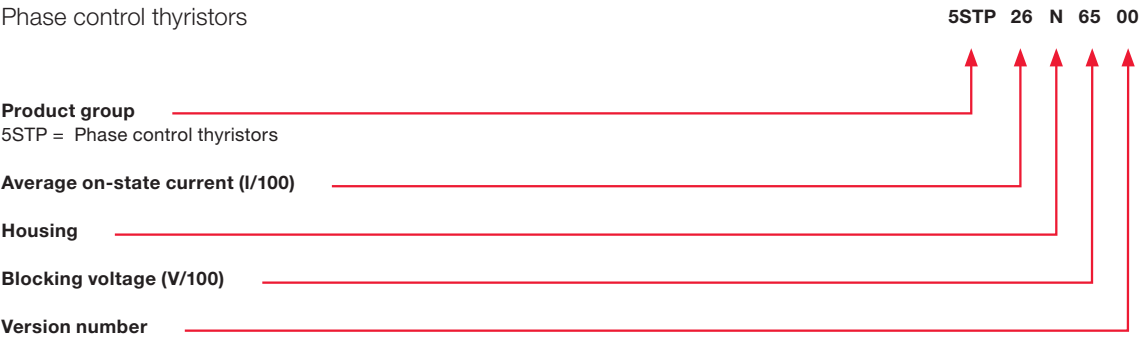 Phase control thyristors
5STP 26 N 65 00
Product group
5STP = Phase control thyristors
Average on-state current (I/100)
Housing
Blocking voltage (V/100)
Version number